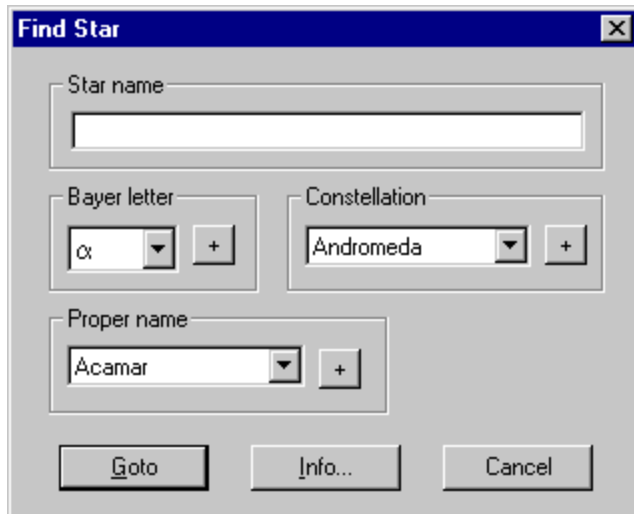 Find Star
Star name
Bayer letter
Constellation
α
+
Andromeda
+
Proper name
Acamar
+
Goto
Info...
Cancel